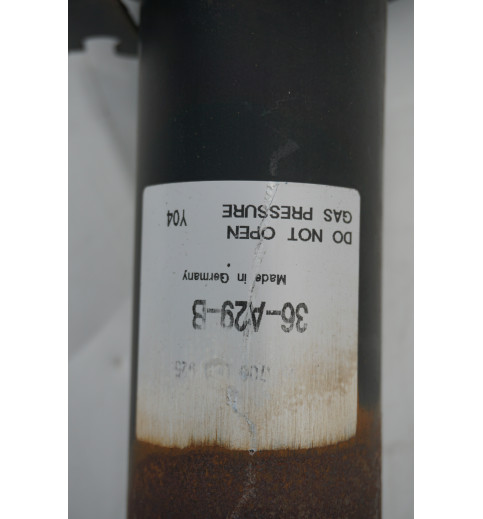 36-A29-B
Made in Germany
DO NOT OPEN
GAS PRESSURE Y04